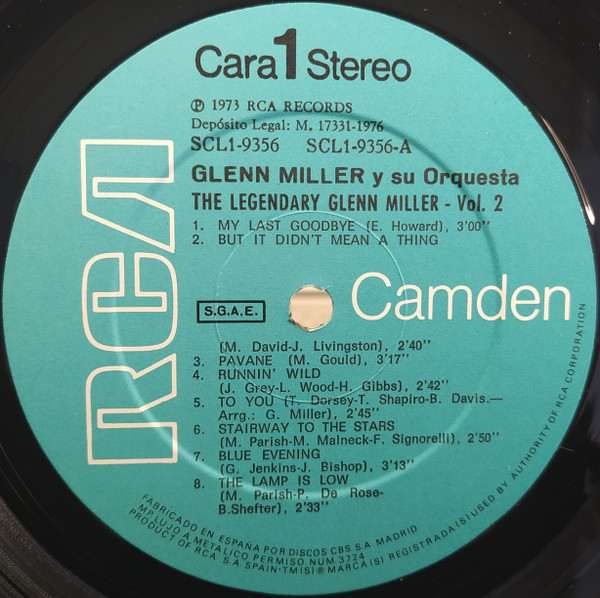 Cara 1 Stereo
Ⓟ 1973 RCA RECORDS
Depósito Legal: M. 17331-1976
SCL1-9356 SCL1-9356-A
GLENN MILLER y su Orquesta
THE LEGENDARY GLENN MILLER - Vol. 2
1. MY LAST GOODBYE (E. Howard), 3'00"
2. BUT IT DIDN'T MEAN A THING
RCA
S.G.A.E.
Camden
(M. David-J. Livingston), 2'40"
3. PAVANE (M. Gould), 3'17"
4. RUNNIN' WILD
(J. Grey-L. Wood-H. Gibbs), 2'42"
5. TO YOU (T. Dorsey-T. Shapiro-B. Davis.—
Arrg.: G. Miller), 2'45"
6. STAIRWAY TO THE STARS
(M. Parish-M. Malneck-F. Signorelli), 2'50"
7. BLUE EVENING
(G. Jenkins-J. Bishop), 3'13"
8. THE LAMP IS LOW
(M. Parish-P. De Rose-
B.Shefter), 2'33"
FABRICADO EN ESPAÑA POR DISCOS CBS S.A MADRID
MP. LUJO A METALICO PERMISO NUM 3724
PRODUCT OF RCA S.A SPAIN'TM(S)® MARCA(S) REGISTRADA(S) USED BY AUTHORITY OF RCA CORPORATION